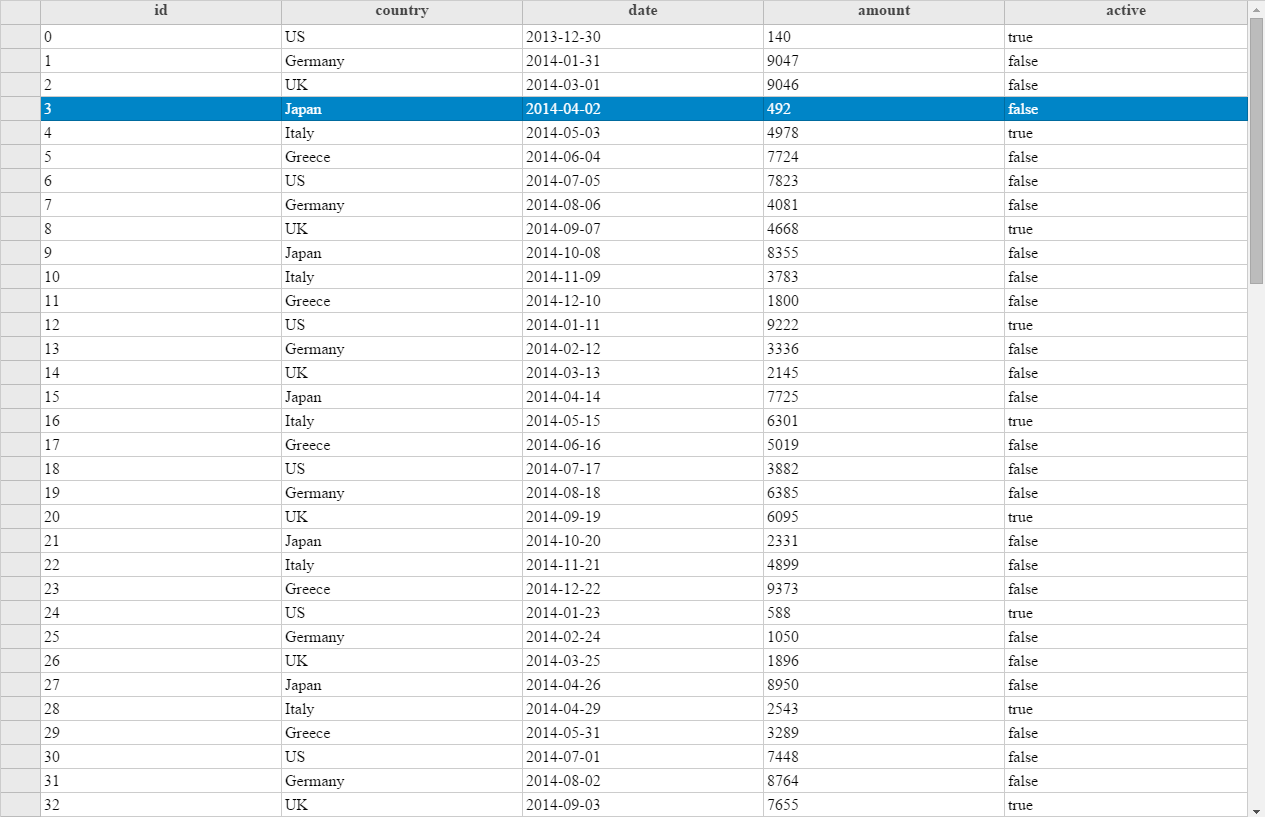 id country date amount active
0 US 2013-12-30 140 true
1 Germany 2014-01-31 9047 false
2 UK 2014-03-01 9046 false
3 Japan 2014-04-02 492 false
4 Italy 2014-05-03 4978 true
5 Greece 2014-06-04 7724 false
6 US 2014-07-05 7823 false
7 Germany 2014-08-06 4081 false
8 UK 2014-09-07 4668 true
9 Japan 2014-10-08 8355 false
10 Italy 2014-11-09 3783 false
11 Greece 2014-12-10 1800 false
12 US 2014-01-11 9222 true
13 Germany 2014-02-12 3336 false
14 UK 2014-03-13 2145 false
15 Japan 2014-04-14 7725 false
16 Italy 2014-05-15 6301 true
17 Greece 2014-06-16 5019 false
18 US 2014-07-17 3882 false
19 Germany 2014-08-18 6385 false
20 UK 2014-09-19 6095 true
21 Japan 2014-10-20 2331 false
22 Italy 2014-11-21 4899 false
23 Greece 2014-12-22 9373 false
24 US 2014-01-23 588 true
25 Germany 2014-02-24 1050 false
26 UK 2014-03-25 1896 false
27 Japan 2014-04-26 8950 false
28 Italy 2014-04-29 2543 true
29 Greece 2014-05-31 3289 false
30 US 2014-07-01 7448 false
31 Germany 2014-08-02 8764 false
32 UK 2014-09-03 7655 true